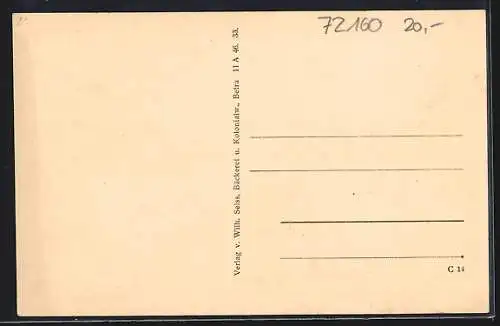 72160 20,-
Verlag v. Wilh. Seiss, Bäckerei u. Kolonialw., Betra 11 A 46. 33.
C 14